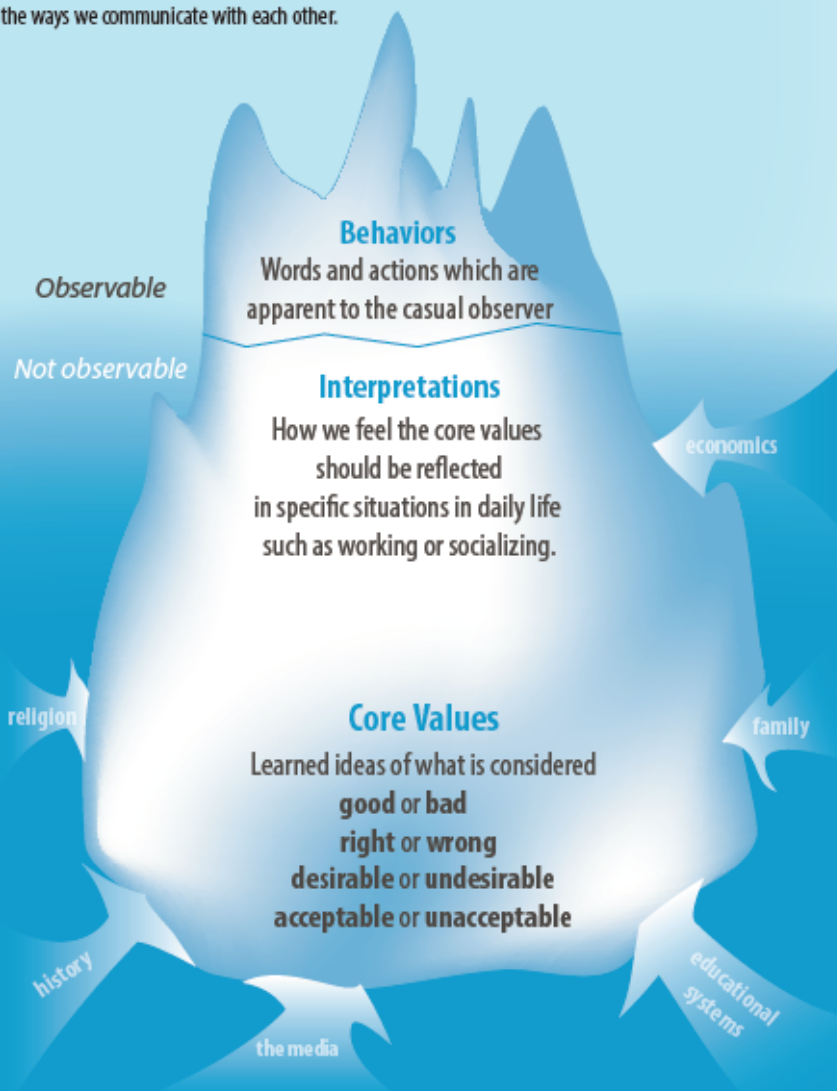 the ways we communicate with each other.
Behaviors
Words and actions which are
apparent to the casual observer
Observable
Not observable
Interpretations
How we feel the core values
should be reflected
in specific situations in daily life
such as working or socializing.
economics
religion
family
Core Values
Learned ideas of what is considered
good or bad
right or wrong
desirable or undesirable
acceptable or unacceptable
history
educational
systems
the media